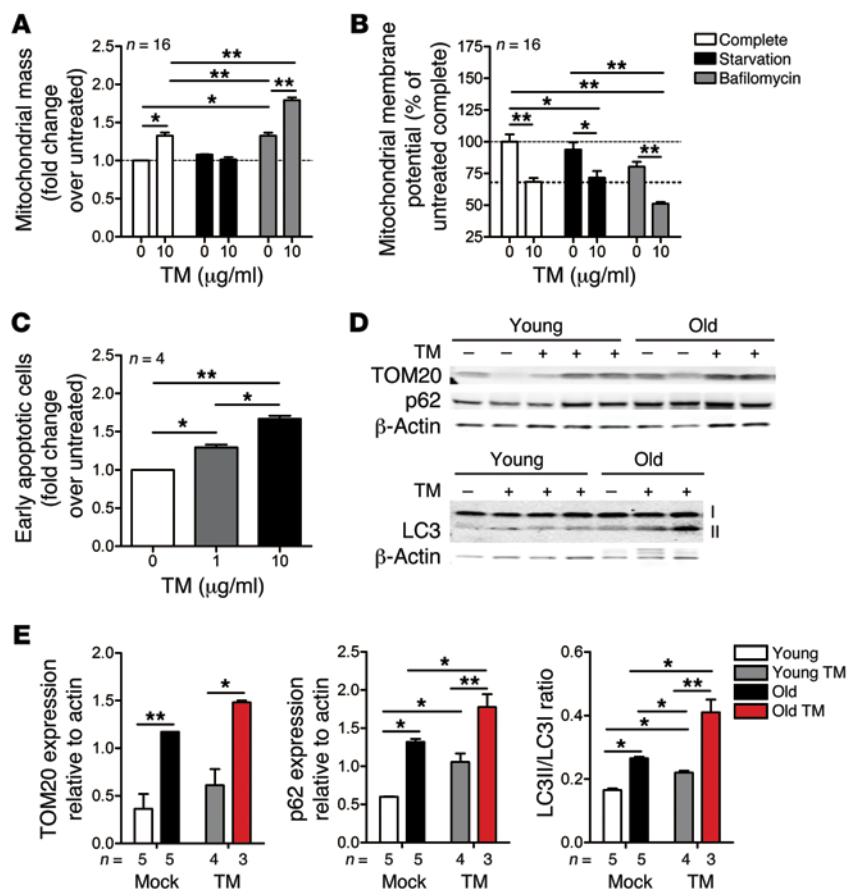 A
n = 16
Mitochondrial mass
(fold change
over untreated)
2.5
2.0
1.5
1.0
0.5
0.0
**
**
*
*
**
0 10 0 10 0 10
TM (μg/ml)
B
n = 16
Mitochondrial membrane
potential (% of
untreated complete)
175
150
125
100
75
50
25
**
**
*
**
*
**
0 10 0 10 0 10
TM (μg/ml)
Complete
Starvation
Bafilomycin
C
n = 4
Early apoptotic cells
(fold change
over untreated)
2.5
2.0
1.5
1.0
0.5
0.0
**
*
*
0 1 10
TM (μg/ml)
D
Young Old
TM – – + + + – – + +
TOM20
p62
β-Actin
Young Old
TM – + + + – + +
LC3
I
II
β-Actin
E
TOM20 expression
relative to actin
2.0
1.5
1.0
0.5
0.0
**
*
n = 5 5 4 3
Mock TM
p62 expression
relative to actin
2.5
2.0
1.5
1.0
0.5
0.0
*
**
*
*
5 5 4 3
Mock TM
LC3II/LC3I ratio
0.6
0.4
0.2
0.0
*
*
**
*
*
5 5 4 3
Mock TM
Young
Young TM
Old
Old TM